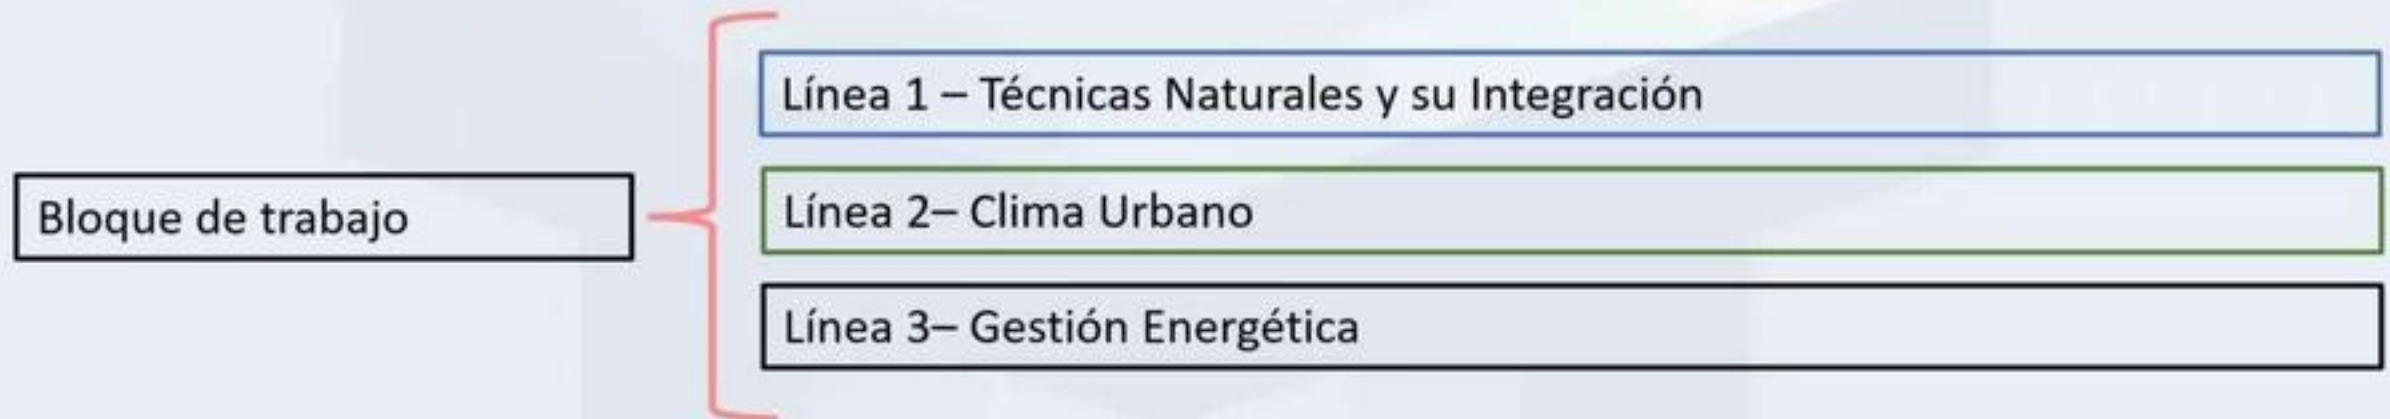 Línea 1 – Técnicas Naturales y su Integración
Bloque de trabajo
Línea 2– Clima Urbano
Línea 3– Gestión Energética